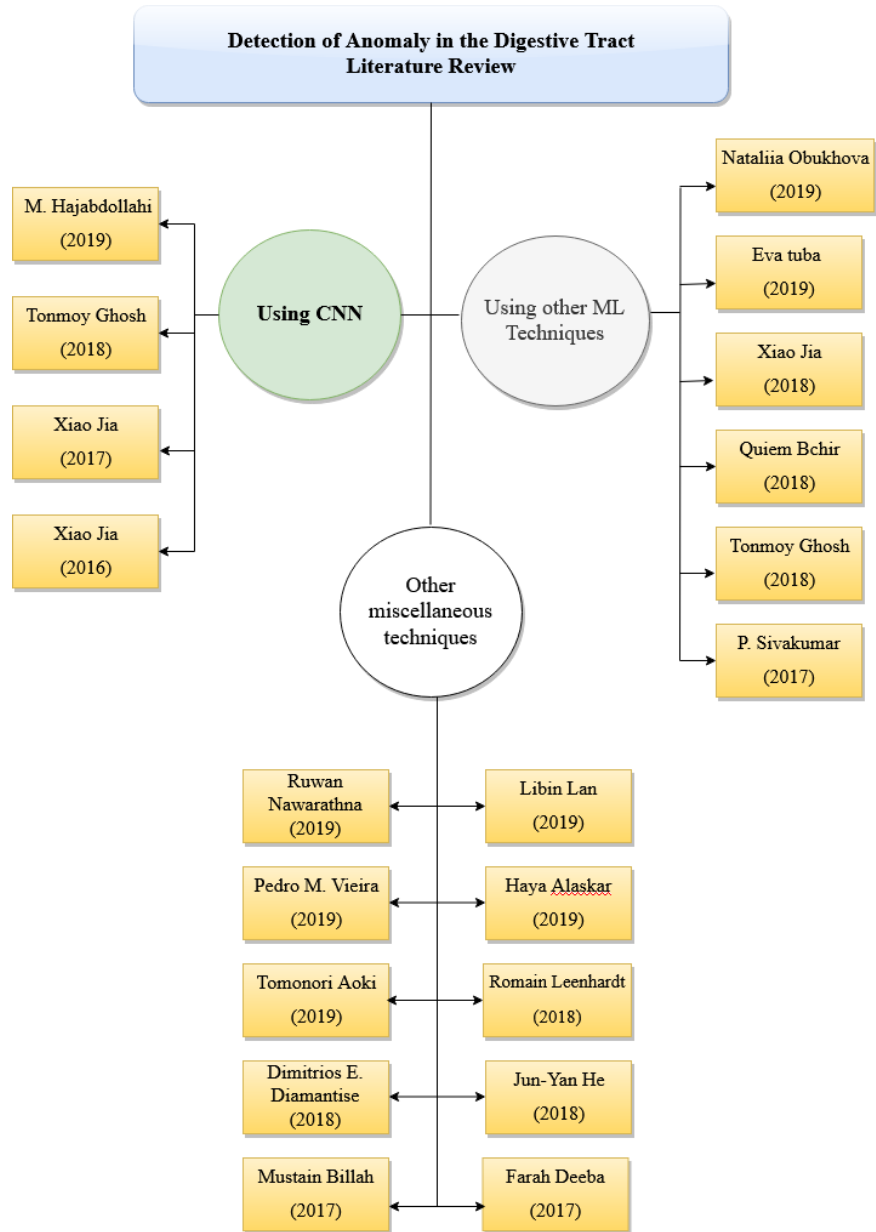 Detection of Anomaly in the Digestive Tract
Literature Review
M. Hajabdollahi
(2019)
Tonmoy Ghosh
(2018)
Xiao Jia
(2017)
Xiao Jia
(2016)
Using CNN
Using other ML
Techniques
Nataliia Obukhova
(2019)
Eva tuba
(2019)
Xiao Jia
(2018)
Quiem Bchir
(2018)
Tonmoy Ghosh
(2018)
P. Sivakumar
(2017)
Other
miscellaneous
techniques
Ruwan
Nawarathna
(2019)
Libin Lan
(2019)
Pedro M. Vieira
(2019)
Haya Alaskar
(2019)
Tomonori Aoki
(2019)
Romain Leenhardt
(2018)
Dimitrios E.
Diamantise
(2018)
Jun-Yan He
(2018)
Mustain Billah
(2017)
Farah Deeba
(2017)